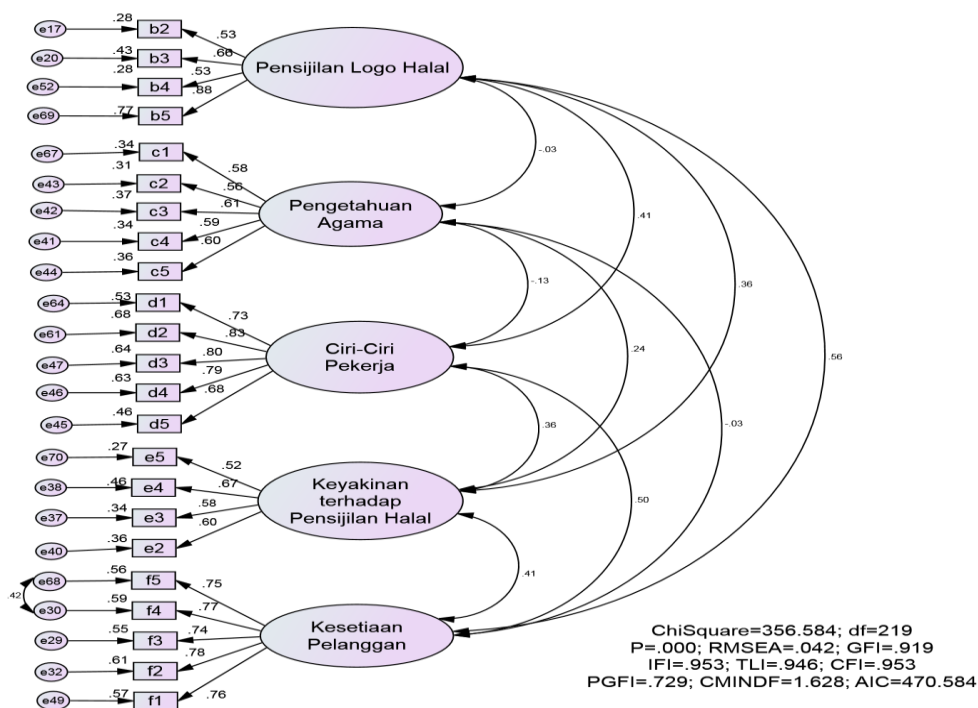 e17 .28 b2 .53
e20 .43 b3 .66
e52 .28 b4 .53
e69 .77 b5 .88
Pensijilan Logo Halal
e67 .34 c1 .58
e43 .31 c2 .56
e42 .37 c3 .61
e41 .34 c4 .59
e44 .36 c5 .60
Pengetahuan
Agama
e64 .53 d1 .73
e61 .68 d2 .83
e47 .64 d3 .80
e46 .63 d4 .79
e45 .46 d5 .68
Ciri-Ciri
Pekerja
e70 .27 e5 .52
e38 .46 e4 .67
e37 .34 e3 .58
e40 .36 e2 .60
Keyakinan
terhadap
Pensijilan Halal
e68 .56 f5 .75
.42
e30 .59 f4 .77
e29 .55 f3 .74
e32 .61 f2 .78
e49 .57 f1 .76
Kesetiaan
Pelanggan
-.03
.41
.36
-.13
.24
.56
.36
-.03
.50
.41
ChiSquare=356.584; df=219
P=.000; RMSEA=.042; GFI=.919
IFI=.953; TLI=.946; CFI=.953
PGFI=.729; CMINDF=1.628; AIC=470.584